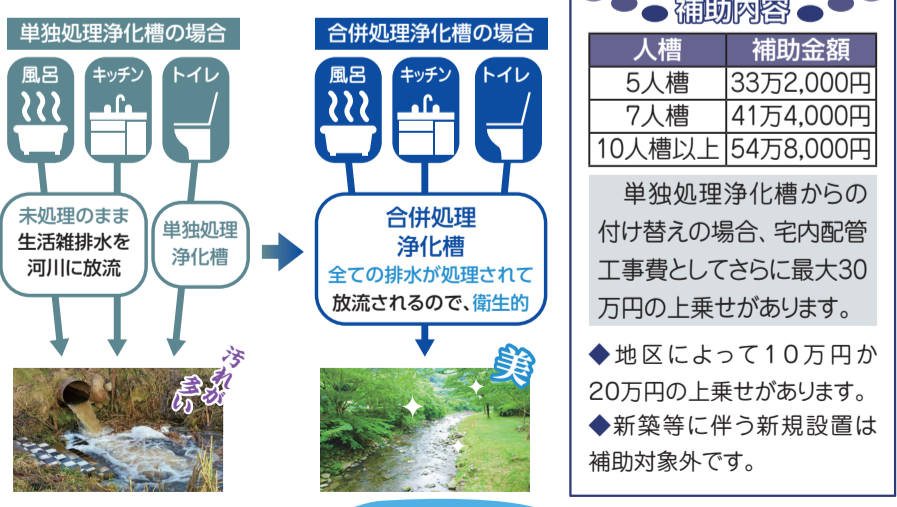 単独処理浄化槽の場合
風呂
キッチン
トイレ
未処理のまま
生活雑排水を
河川に放流
単独処理
浄化槽
汚れが
多い
合併処理浄化槽の場合
風呂
キッチン
トイレ
合併処理
浄化槽
全ての排水が処理されて
放流されるので、衛生的
美
補助内容
人槽 補助金額
5人槽 33万2,000円
7人槽 41万4,000円
10人槽以上 54万8,000円
単独処理浄化槽からの
付け替えの場合、宅内配管
工事費としてさらに最大30
万円の上乗せがあります。
◆地区によって10万円か
20万円の上乗せがあります。
◆新築等に伴う新規設置は
補助対象外です。